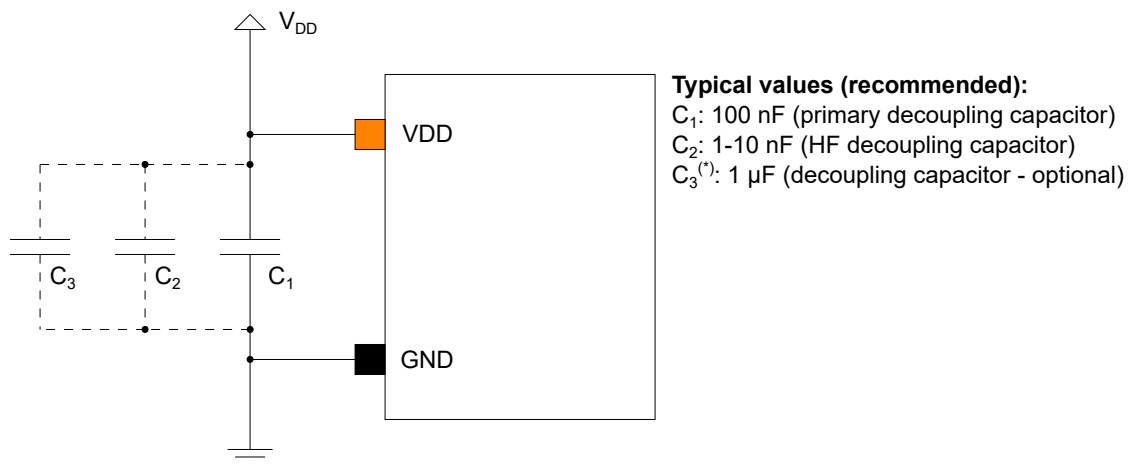 V_DD
VDD
Typical values (recommended):
C₁: 100 nF (primary decoupling capacitor)
C₂: 1-10 nF (HF decoupling capacitor)
C₃⁽*⁾: 1 µF (decoupling capacitor - optional)
C₃ C₂ C₁
GND